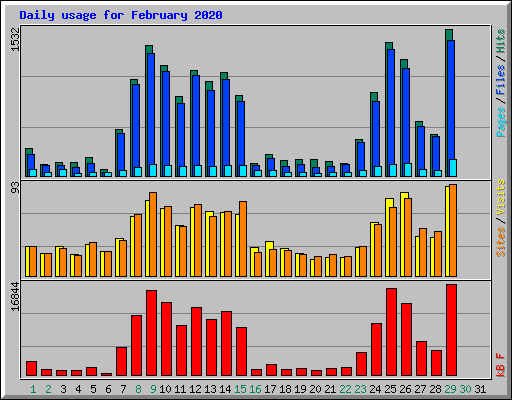 Daily usage for February 2020
1532
Pages / Files / Hits
93
Sites / Visits
16844
kB F
1 2 3 4 5 6 7 8 9 10 11 12 13 14 15 16 17 18 19 20 21 22 23 24 25 26 27 28 29 30 31